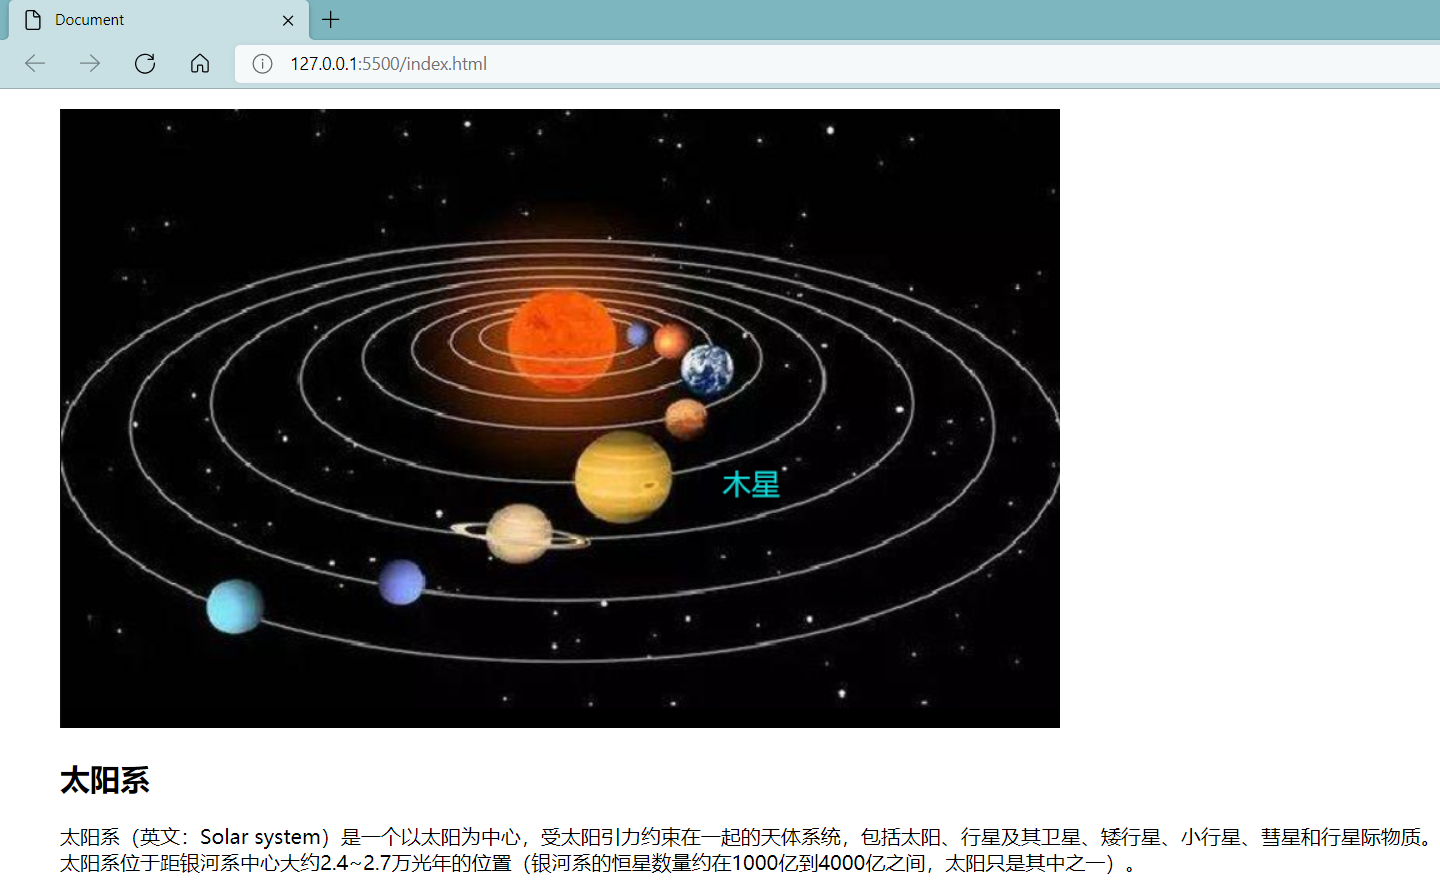 Document
127.0.0.1:5500/index.html
木星
太阳系
太阳系（英文：Solar system）是一个以太阳为中心，受太阳引力约束在一起的天体系统，包括太阳、行星及其卫星、矮行星、小行星、彗星和行星际物质。
太阳系位于距银河系中心大约2.4~2.7万光年的位置（银河系的恒星数量约在1000亿到4000亿之间，太阳只是其中之一）。